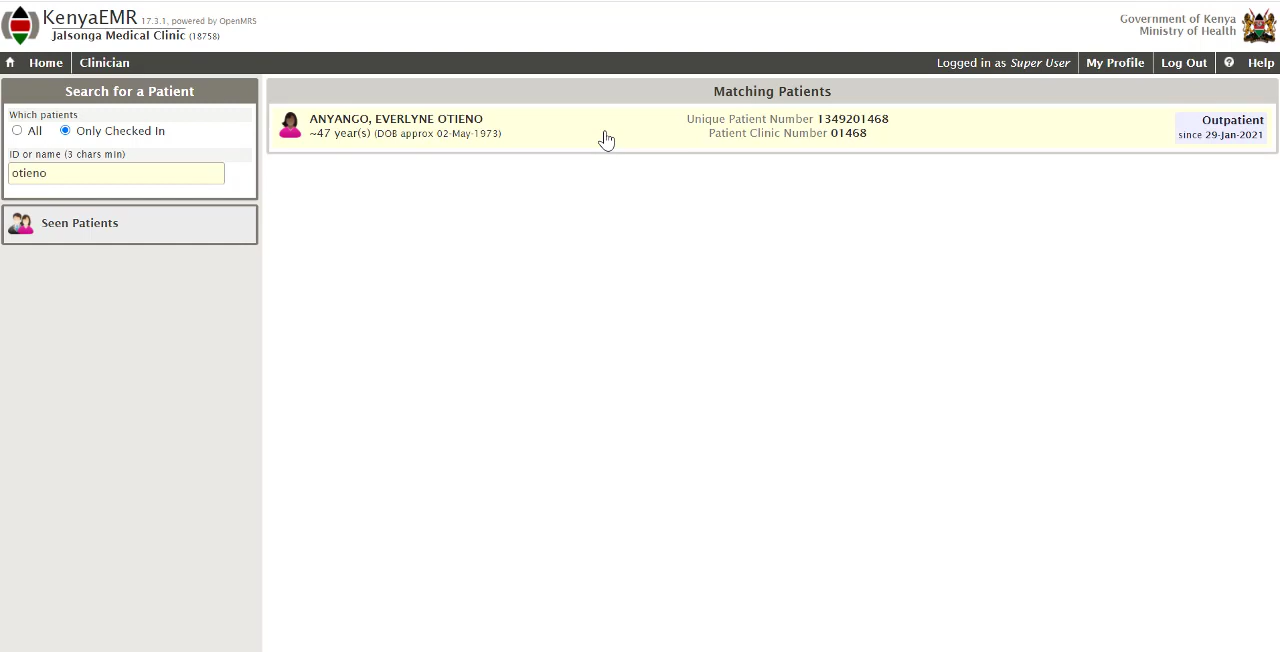 KenyaEMR 17.3.1, powered by OpenMRS
Jalsonga Medical Clinic (18758)
Government of Kenya
Ministry of Health
Home Clinician Logged in as Super User My Profile Log Out Help
Search for a Patient
Which patients
All Only Checked In
ID or name (3 chars min)
otieno
Seen Patients
Matching Patients
ANYANGO, EVERLYNE OTIENO
~47 year(s) (DOB approx 02-May-1973)
Unique Patient Number 1349201468
Patient Clinic Number 01468
Outpatient
since 29-Jan-2021